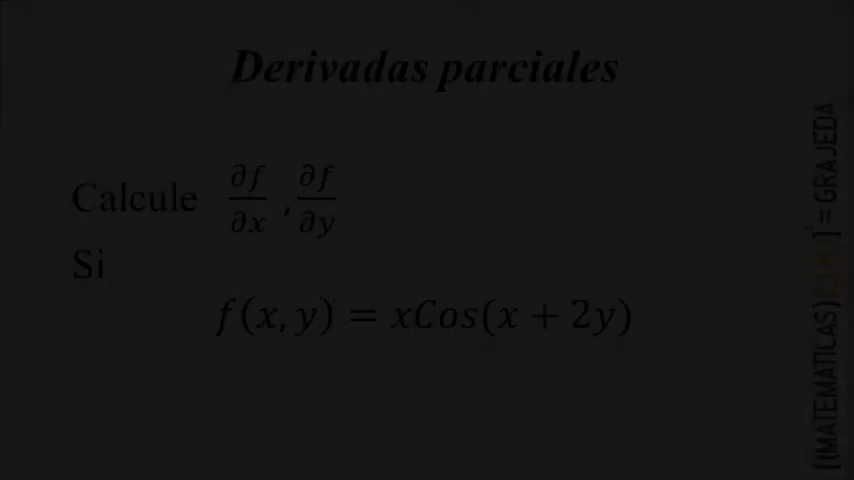 Derivadas parciales
Calcule ∂f/∂x , ∂f/∂y
Si
f(x, y) = xCos(x + 2y)
[(MATEMATICAS) ]' = GRAJEDA